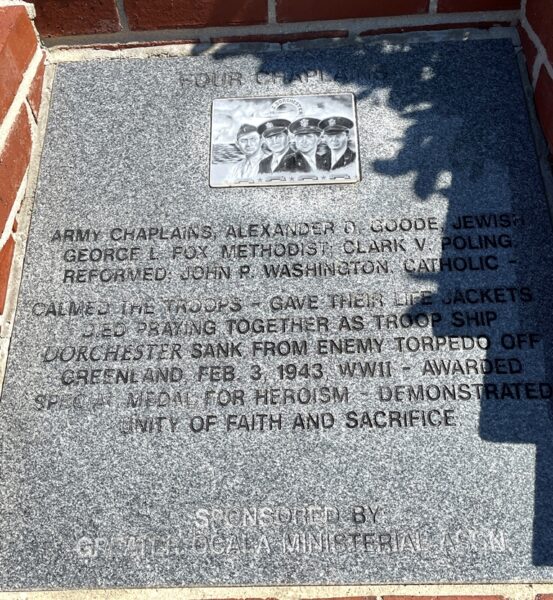 FOUR CHAPLAINS
ARMY CHAPLAINS, ALEXANDER D. GOODE, JEWISH
GEORGE L. FOX, METHODIST; CLARK V. POLING,
REFORMED; JOHN P. WASHINGTON, CATHOLIC -
CALMED THE TROOPS - GAVE THEIR LIFE JACKETS
DIED PRAYING TOGETHER AS TROOP SHIP
DORCHESTER SANK FROM ENEMY TORPEDO OFF
GREENLAND, FEB. 3, 1943, WWII - AWARDED
SPECIAL MEDAL FOR HEROISM - DEMONSTRATED
UNITY OF FAITH AND SACRIFICE
SPONSORED BY
GREATER OCALA MINISTERIAL ASS'N.